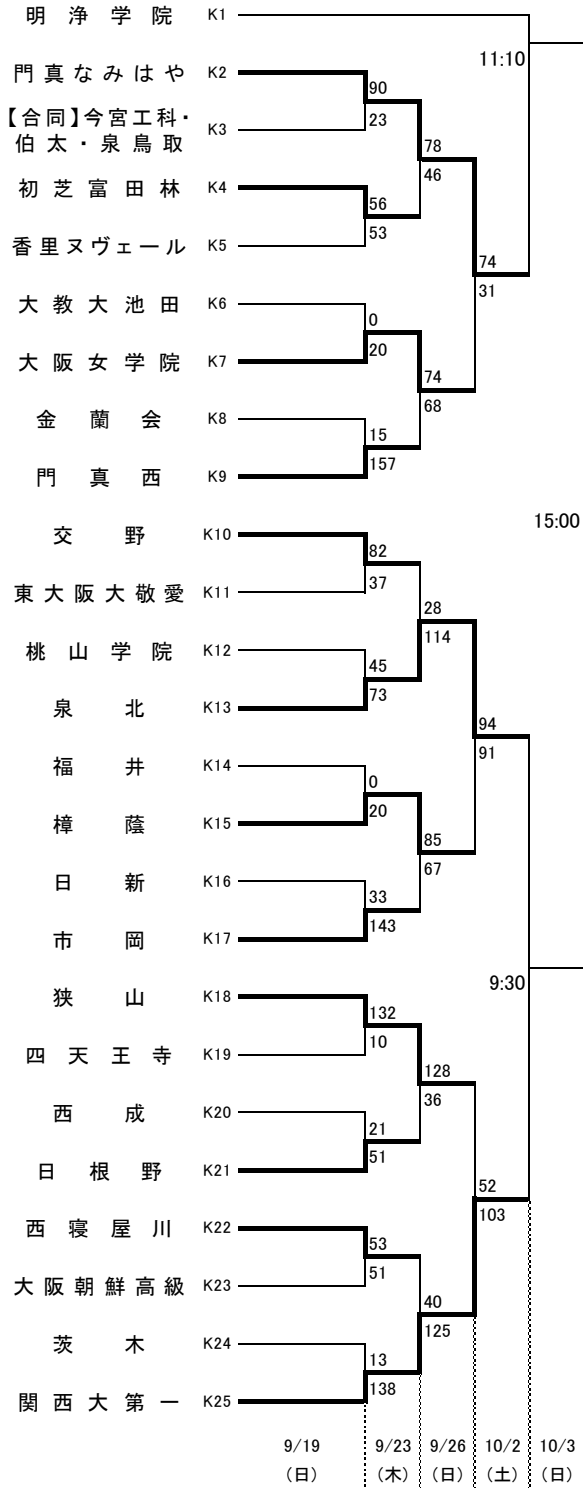 明浄学院 K1
11:10
門真なみはや K2
90
23
【合同】今宮工科・
伯太・泉鳥取 K3
78
46
初芝富田林 K4
56
53
香里ヌヴェール K5
74
31
大教大池田 K6
0
20
大阪女学院 K7
74
68
金蘭会 K8
15
157
門真西 K9
15:00
交野 K10
82
37
東大阪大敬愛 K11
28
114
桃山学院 K12
45
73
泉北 K13
94
91
福井 K14
0
20
樟蔭 K15
85
67
日新 K16
33
143
市岡 K17
9:30
狭山 K18
132
10
四天王寺 K19
128
36
西成 K20
21
51
日根野 K21
52
103
西寝屋川 K22
53
51
大阪朝鮮高級 K23
40
125
茨木 K24
13
138
関西大第一 K25
9/19 9/23 9/26 10/2 10/3
（日） （木） （日） （土） （日）